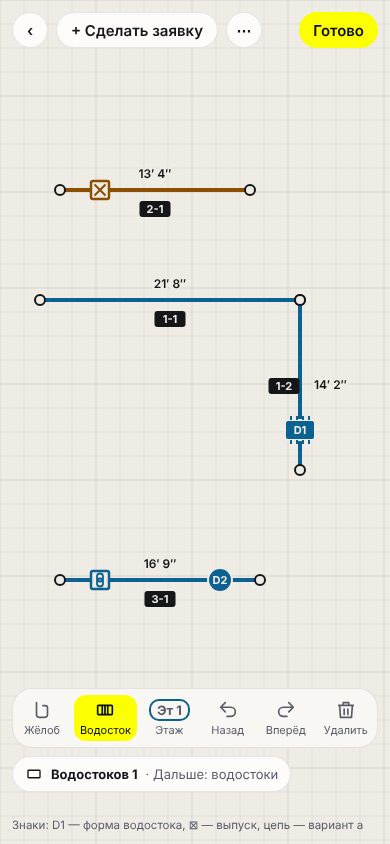 ‹ + Сделать заявку ⋯ Готово
13′ 4″
2-1
21′ 8″
1-1
1-2 14′ 2″
D1
16′ 9″
D2
3-1
Жёлоб Водосток Эт 1 Этаж Назад Вперёд Удалить
Водостоков 1 · Дальше: водостоки
Знаки: D1 — форма водостока, ⊠ — выпуск, цепь — вариант а